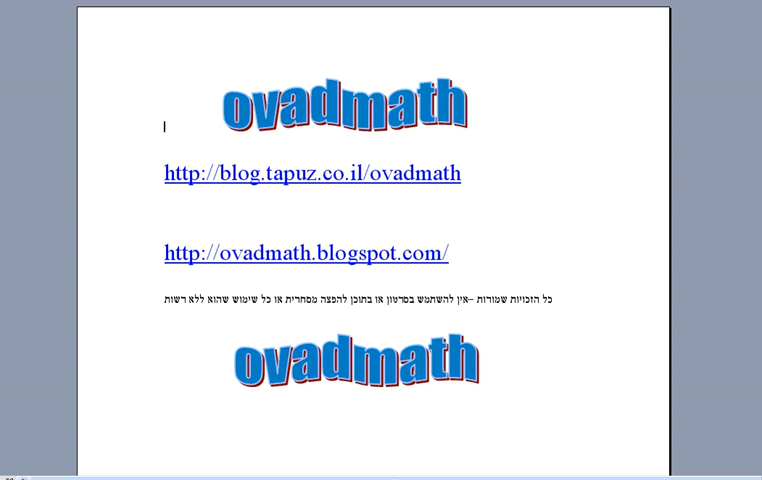 ovadmath
http://blog.tapuz.co.il/ovadmath
http://ovadmath.blogspot.com/
כל הזכויות שמורות –אין להשתמש בסרטון או בתוכן להפצה מסחרית או כל שימוש שהוא ללא רשות
ovadmath